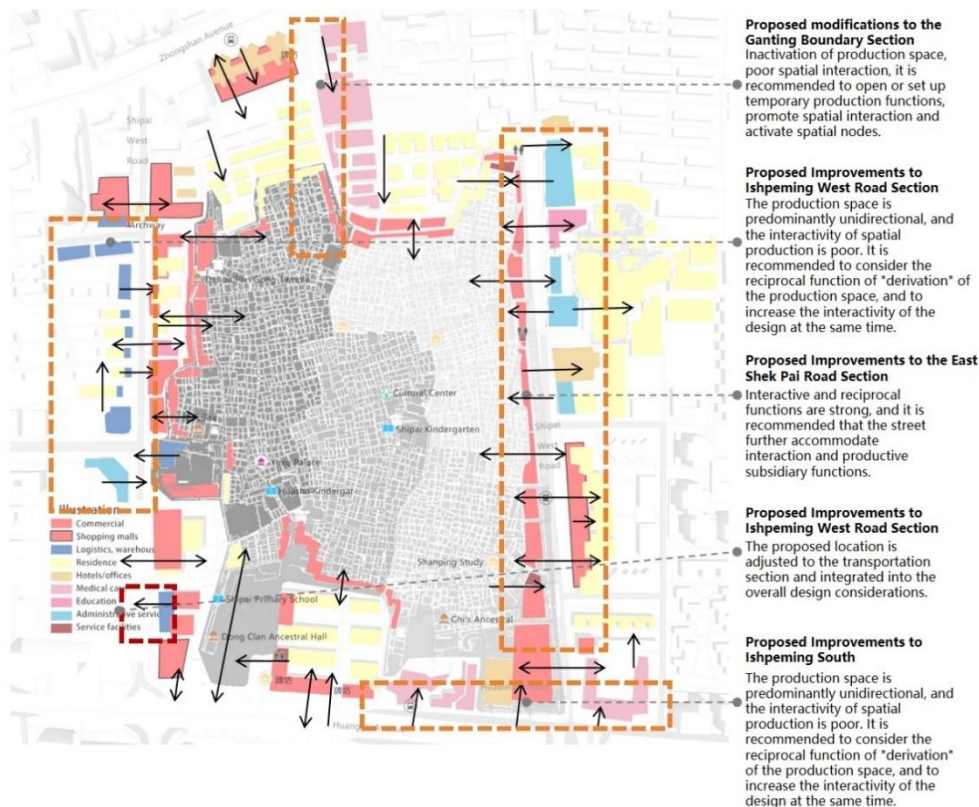 Zhongshan Avenue
牌坊
Shipai
West
Road
Archway
Cultural Center
Shipai Kindergarten
Shipai
West
Road
Yuxu Palace
Huashi Kindergar
Illustration
Commercial
Shopping malls
Logistics, warehous
Residence
Hotels/offices
Medical ca
Education
Administrative servic
Service facilities
Shanping Study
Shipai Primary School
Dong Clan Ancestral Hall
Chi's Ancestral
牌坊
牌坊
Huang
Proposed modifications to the
Ganting Boundary Section
Inactivation of production space,
poor spatial interaction, it is
recommended to open or set up
temporary production functions,
promote spatial interaction and
activate spatial nodes.
Proposed Improvements to
Ishpeming West Road Section
The production space is
predominantly unidirectional, and
the interactivity of spatial
production is poor. It is
recommended to consider the
reciprocal function of "derivation" of
the production space, and to
increase the interactivity of the
design at the same time.
Proposed Improvements to the East
Shek Pai Road Section
Interactive and reciprocal
functions are strong, and it is
recommended that the street
further accommodate
interaction and productive
subsidiary functions.
Proposed Improvements to
Ishpeming West Road Section
The proposed location is
adjusted to the transportation
section and integrated into the
overall design considerations.
Proposed Improvements to
Ishpeming South
The production space is
predominantly unidirectional, and
the interactivity of spatial
production is poor. It is
recommended to consider the
reciprocal function of "derivation"
of the production space, and to
increase the interactivity of the
design at the same time.